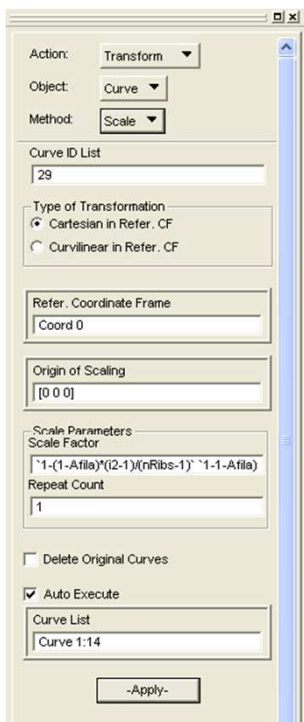 Action: Transform
Object: Curve
Method: Scale
Curve ID List
29
Type of Transformation
Cartesian in Refer. CF
Curvilinear in Refer. CF
Refer. Coordinate Frame
Coord 0
Origin of Scaling
[0 0 0]
Scale Parameters
Scale Factor
`1-(1-Afila)*(i2-1)/(nRibs-1)` `1-1-Afila)
Repeat Count
1
Delete Original Curves
Auto Execute
Curve List
Curve 1:14
-Apply-